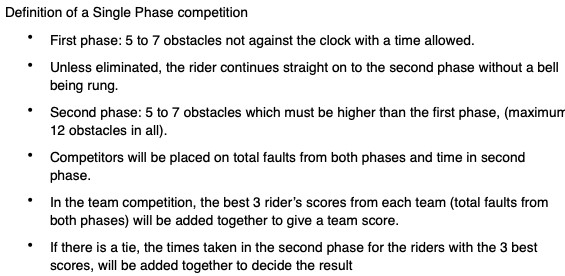 Definition of a Single Phase competition
• First phase: 5 to 7 obstacles not against the clock with a time allowed.
• Unless eliminated, the rider continues straight on to the second phase without a bell
being rung.
• Second phase: 5 to 7 obstacles which must be higher than the first phase, (maximum
12 obstacles in all).
• Competitors will be placed on total faults from both phases and time in second
phase.
• In the team competition, the best 3 rider’s scores from each team (total faults from
both phases) will be added together to give a team score.
• If there is a tie, the times taken in the second phase for the riders with the 3 best
scores, will be added together to decide the result